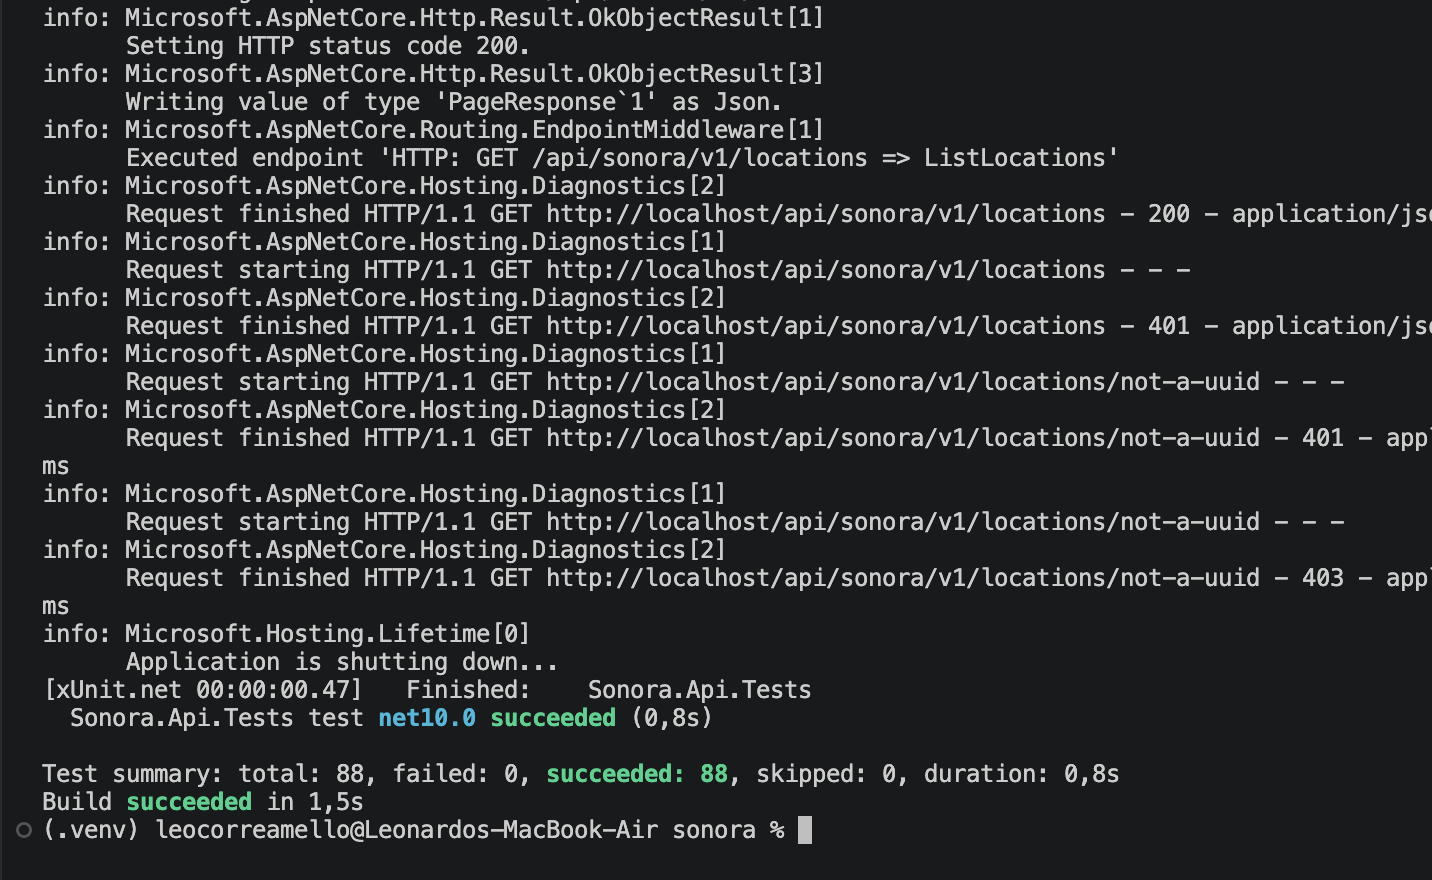 info: Microsoft.AspNetCore.Http.Result.OkObjectResult[1]
Setting HTTP status code 200.
info: Microsoft.AspNetCore.Http.Result.OkObjectResult[3]
Writing value of type 'PageResponse`1' as Json.
info: Microsoft.AspNetCore.Routing.EndpointMiddleware[1]
Executed endpoint 'HTTP: GET /api/sonora/v1/locations => ListLocations'
info: Microsoft.AspNetCore.Hosting.Diagnostics[2]
Request finished HTTP/1.1 GET http://localhost/api/sonora/v1/locations - 200 - application/js
info: Microsoft.AspNetCore.Hosting.Diagnostics[1]
Request starting HTTP/1.1 GET http://localhost/api/sonora/v1/locations - - -
info: Microsoft.AspNetCore.Hosting.Diagnostics[2]
Request finished HTTP/1.1 GET http://localhost/api/sonora/v1/locations - 401 - application/js
info: Microsoft.AspNetCore.Hosting.Diagnostics[1]
Request starting HTTP/1.1 GET http://localhost/api/sonora/v1/locations/not-a-uuid - - -
info: Microsoft.AspNetCore.Hosting.Diagnostics[2]
Request finished HTTP/1.1 GET http://localhost/api/sonora/v1/locations/not-a-uuid - 401 - app
ms
info: Microsoft.AspNetCore.Hosting.Diagnostics[1]
Request starting HTTP/1.1 GET http://localhost/api/sonora/v1/locations/not-a-uuid - - -
info: Microsoft.AspNetCore.Hosting.Diagnostics[2]
Request finished HTTP/1.1 GET http://localhost/api/sonora/v1/locations/not-a-uuid - 403 - app
ms
info: Microsoft.Hosting.Lifetime[0]
Application is shutting down...
[xUnit.net 00:00:00.47]   Finished:    Sonora.Api.Tests
Sonora.Api.Tests test net10.0 succeeded (0,8s)
Test summary: total: 88, failed: 0, succeeded: 88, skipped: 0, duration: 0,8s
Build succeeded in 1,5s
(.venv) leocorreamello@Leonardos-MacBook-Air sonora %